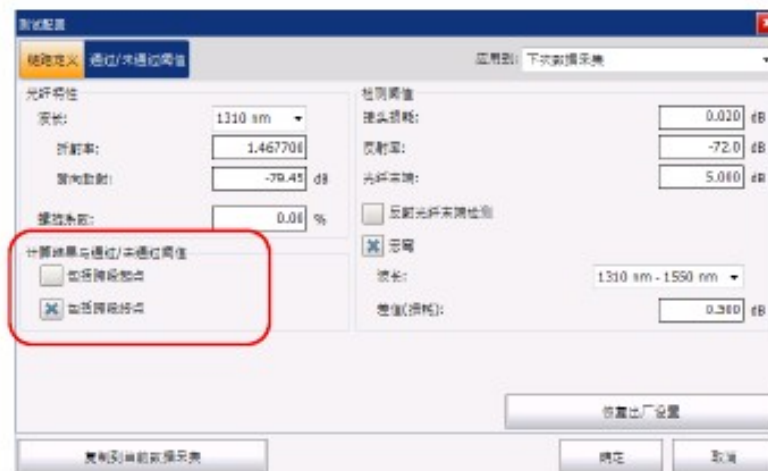 测试配置
链路定义 通过/未通过阈值 应用到: 下次数据采集
光纤特性
波长: 1310 nm
折射率: 1.467700
背向散射: -79.45 dB
螺旋系数: 0.00 %
计算结果与通过/未通过阈值
包括跨段起点
包括跨段终点
检测阈值
接头损耗: 0.020 dB
反射率: -72.0 dB
光纤末端: 5.000 dB
反射光纤末端检测
宏弯
波长: 1310 nm - 1550 nm
差值(损耗): 0.500 dB
恢复出厂设置
复制到当前数据采集 确定 取消